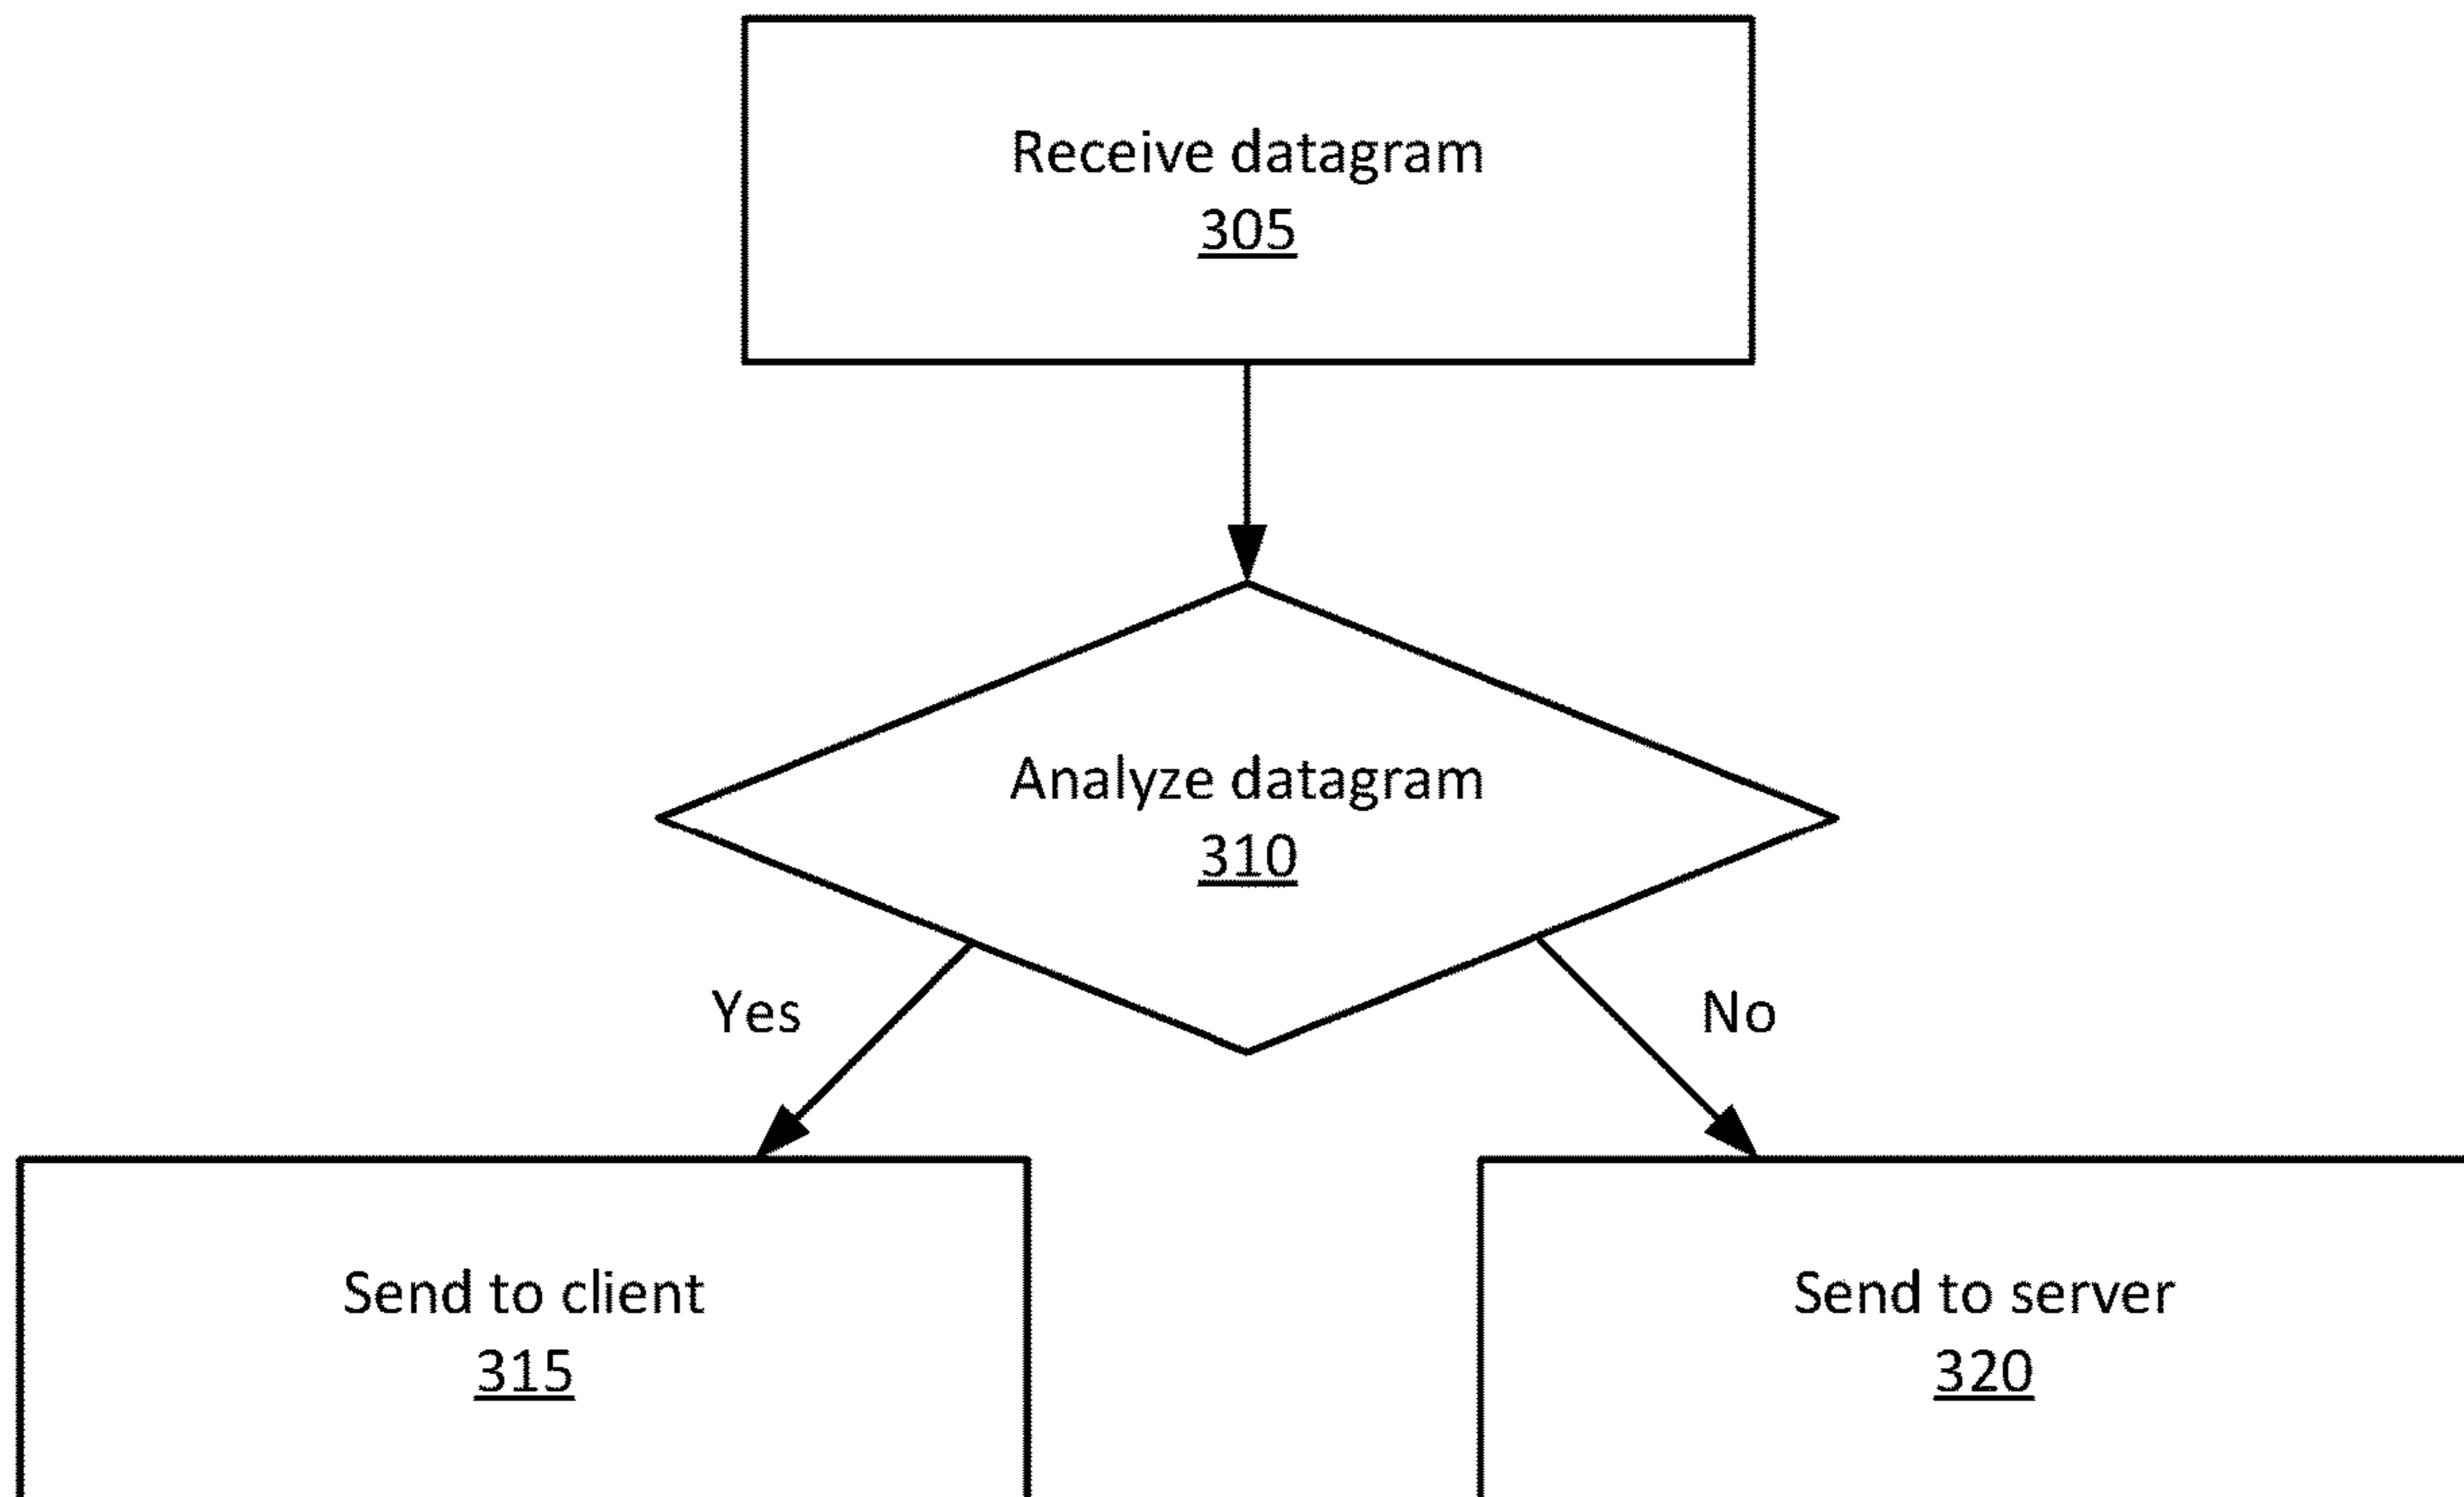 Receive datagram
305
Analyze datagram
310
Yes
No
Send to client
315
Send to server
320